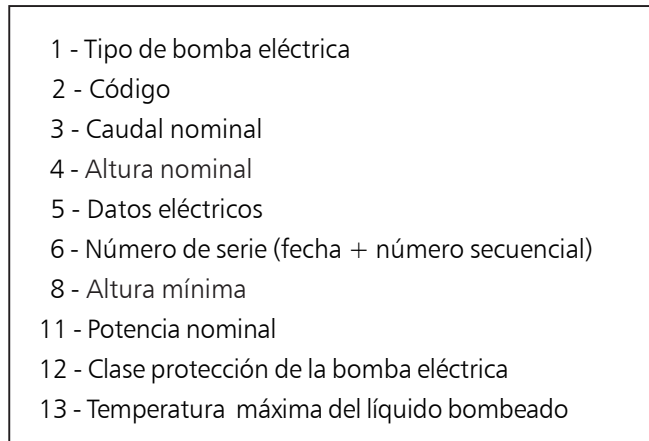 1 - Tipo de bomba eléctrica
2 - Código
3 - Caudal nominal
4 - Altura nominal
5 - Datos eléctricos
6 - Número de serie (fecha + número secuencial)
8 - Altura mínima
11 - Potencia nominal
12 - Clase protección de la bomba eléctrica
13 - Temperatura máxima del líquido bombeado